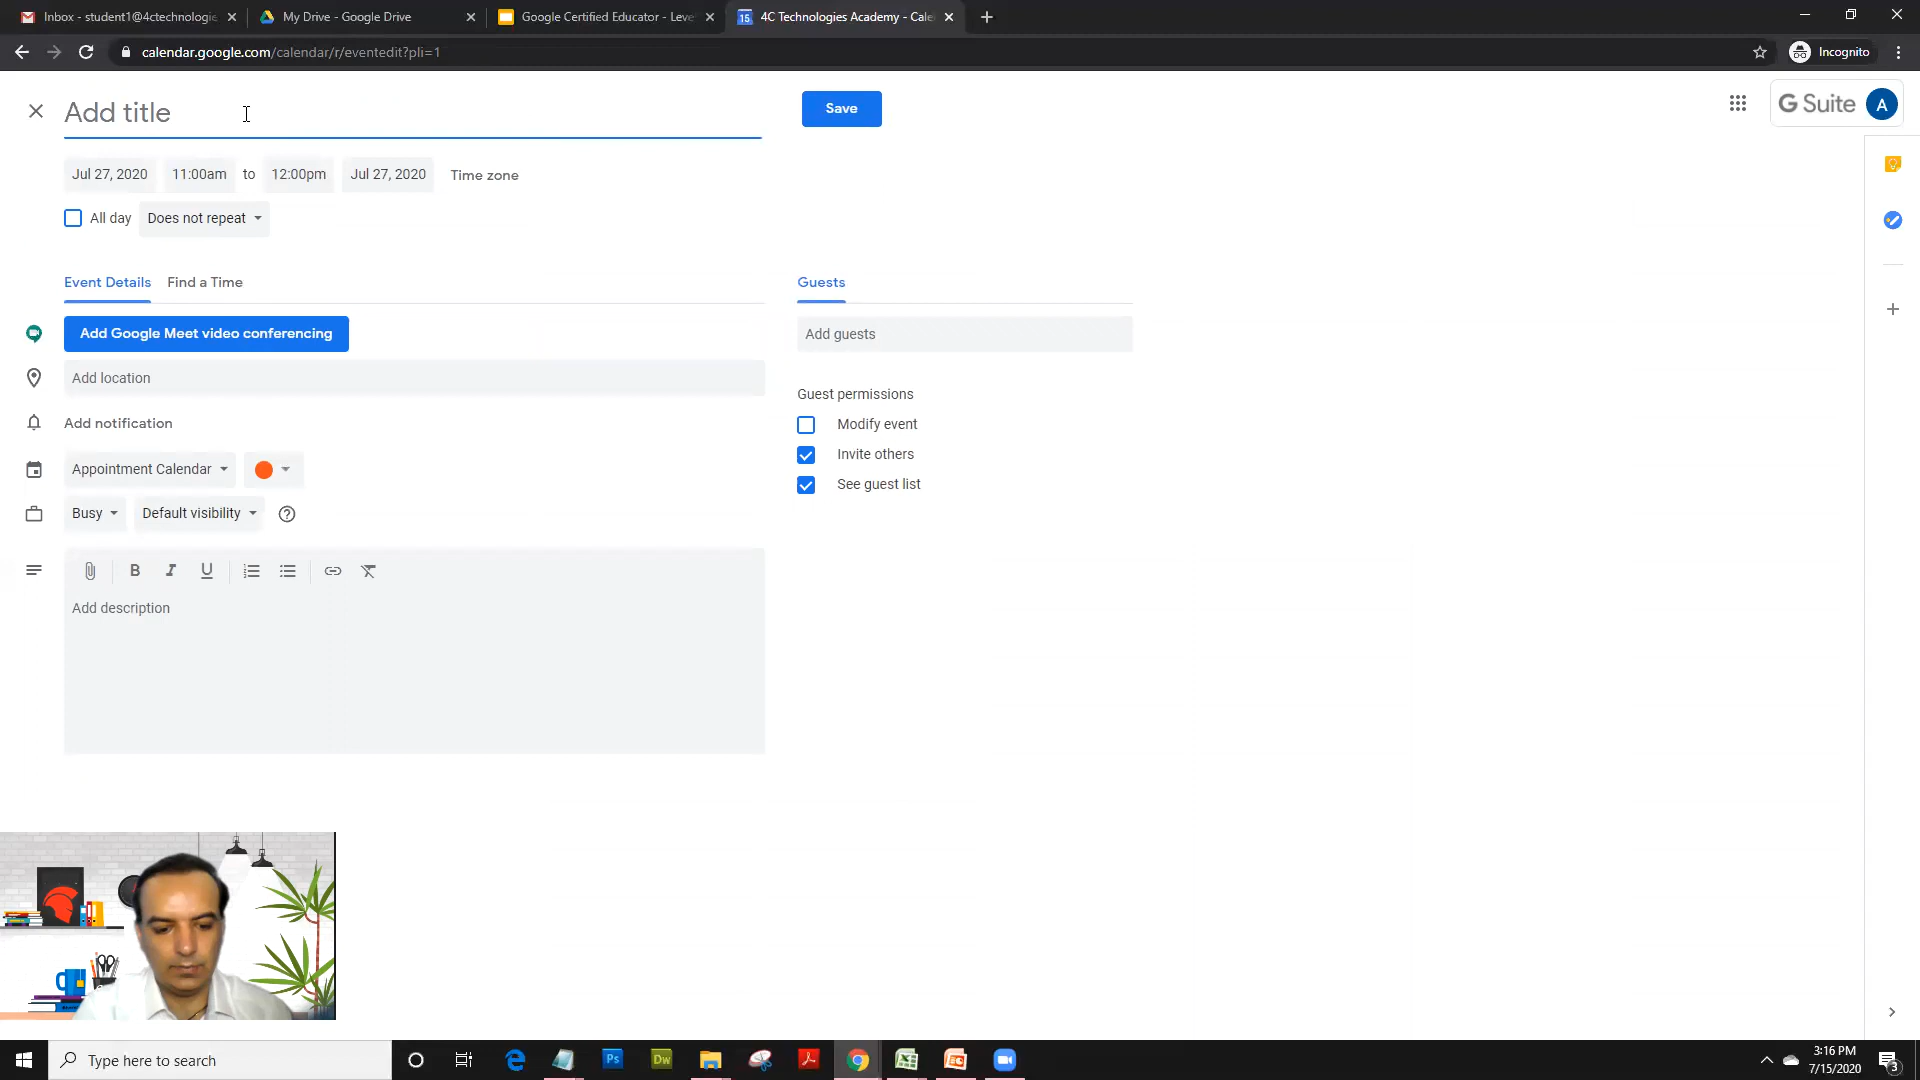 Inbox - student1@4ctechnologie
My Drive - Google Drive
Google Certified Educator - Leve
15 4C Technologies Academy - Cale
calendar.google.com/calendar/r/eventedit?pli=1
Incognito
Add title
Save
G Suite A
Jul 27, 2020 11:00am to 12:00pm Jul 27, 2020 Time zone
All day Does not repeat
Event Details Find a Time
Guests
Add Google Meet video conferencing
Add guests
Add location
Guest permissions
Add notification
Modify event
Invite others
Appointment Calendar
See guest list
Busy Default visibility
B I U
Add description
Type here to search
Ps Dw
3:16 PM
7/15/2020
3